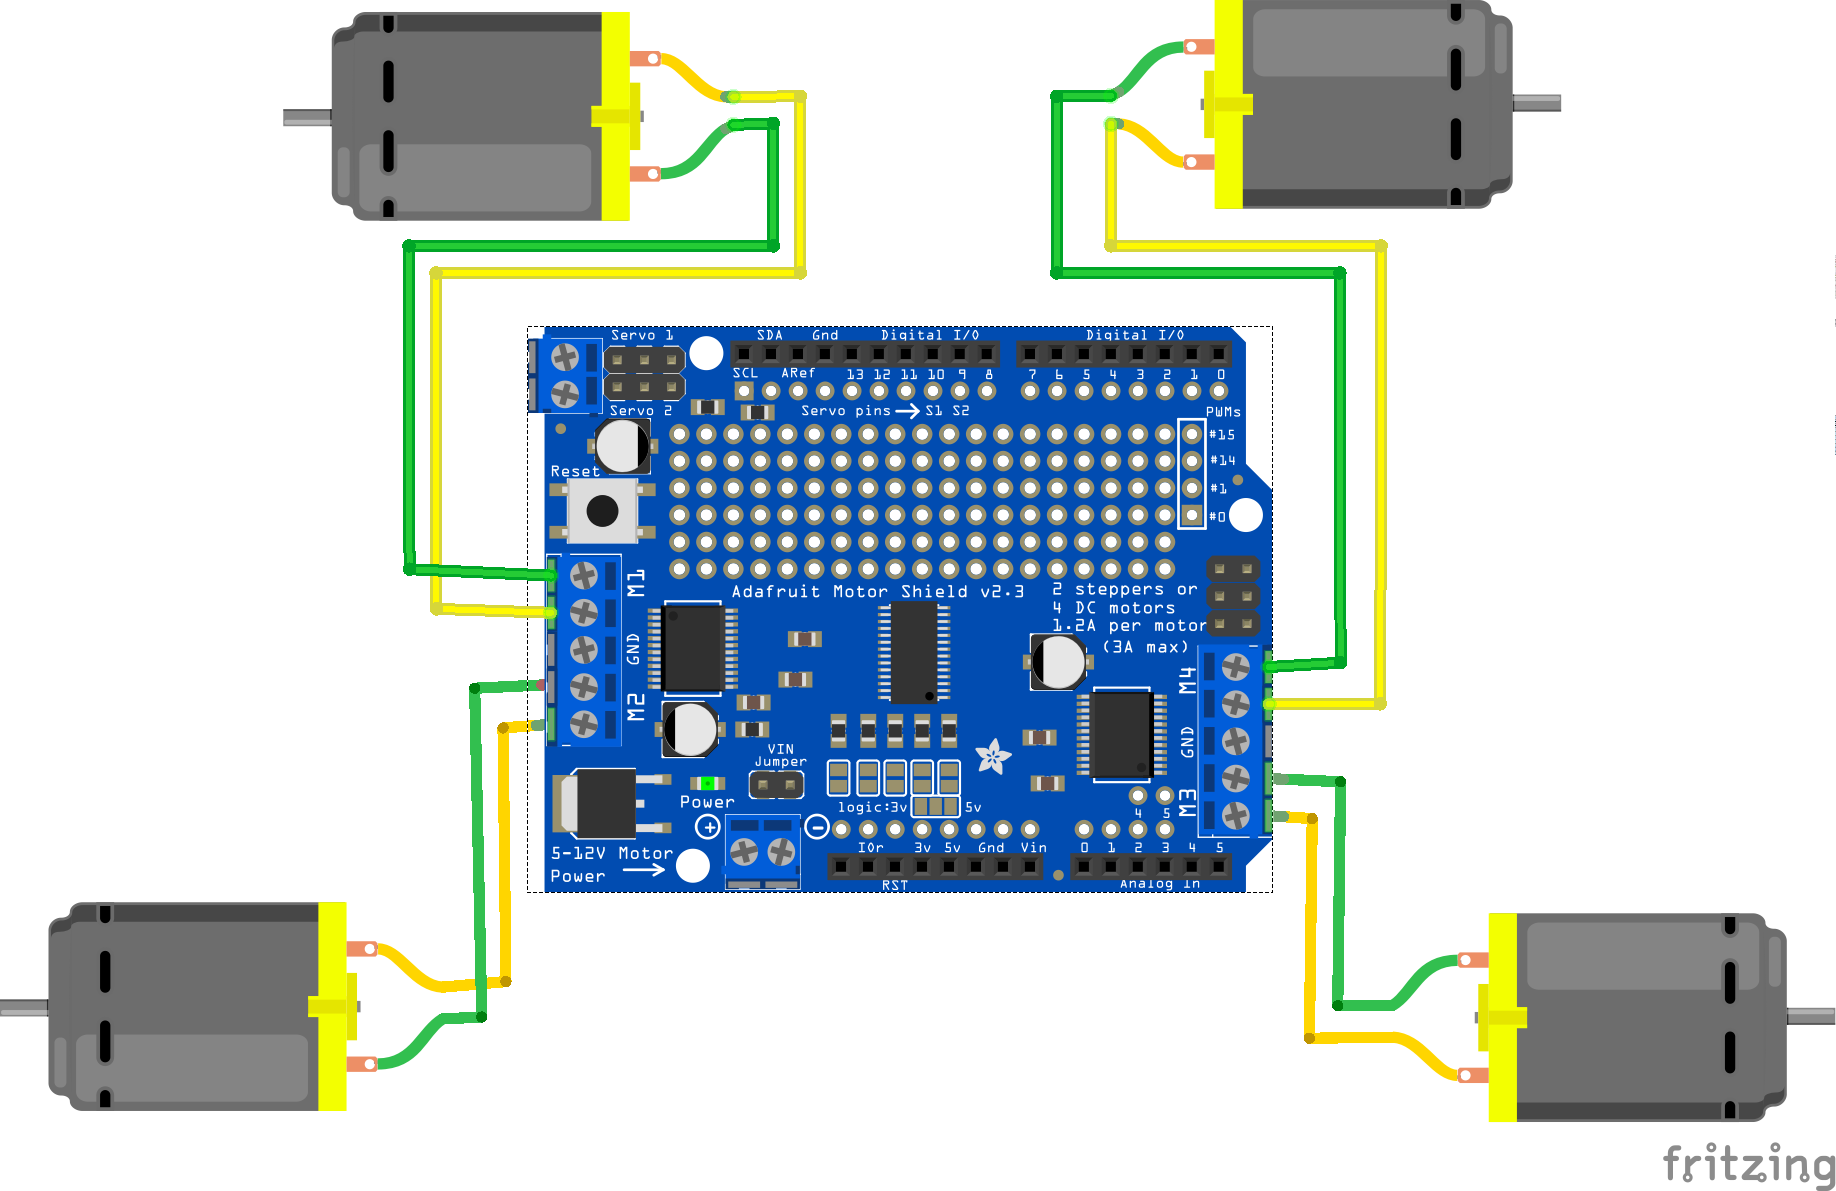 Servo 1
SDA Gnd Digital I/O Digital I/O
SCL ARef 13 12 11 10 9 8 7 6 5 4 3 2 1 0
Servo 2
Servo pins S1 S2
PWMs
#15
#14
#1
#0
Reset
M1
GND
M2
Adafruit Motor Shield v2.3
2 steppers or
4 DC motors
1.2A per motor
(3A max)
M4
GND
M3
VIN
Jumper
Power
+ -
logic:3v 5v
4 5
5-12V Motor
Power
IOr 3v 5v Gnd Vin 0 1 2 3 4 5
RST
Analog In
fritzing